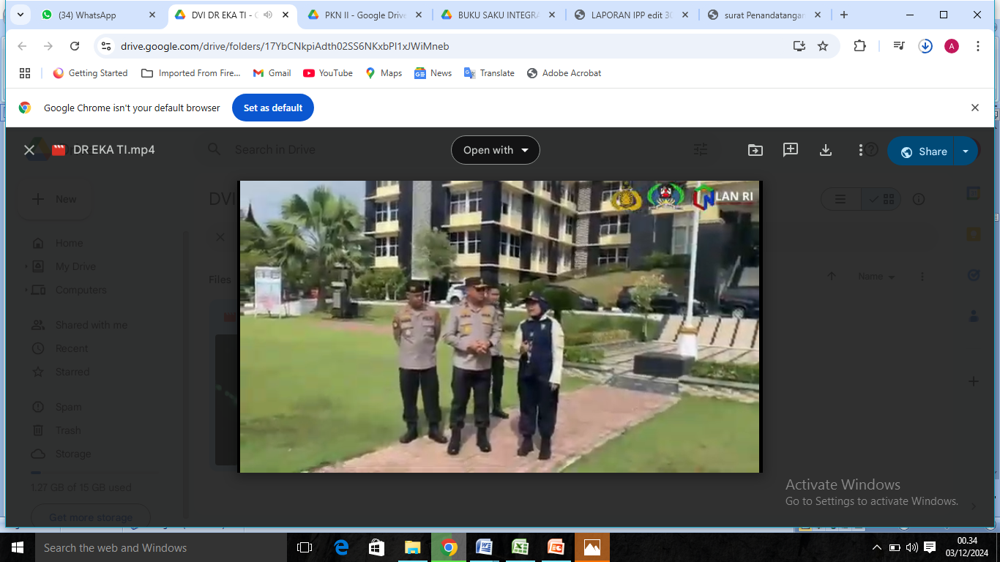 (34) WhatsApp
DVI DR EKA TI - G
PKN II - Google Drive
BUKU SAKU INTEGRA
LAPORAN IPP edit 30
surat Penandatangan
drive.google.com/drive/folders/17YbCNkpiAdth02SS6NKxbPl1xJWiMneb
A
Getting Started
Imported From Fire...
Gmail
YouTube
Maps
News
Translate
Adobe Acrobat
Google Chrome isn't your default browser
Set as default
DR EKA TI.mp4
Search in Drive
Open with
Share
New
DVI
LAN RI
Home
My Drive
Computers
Files
Name
Shared with me
Recent
Starred
Spam
Trash
Storage
1.27 GB of 15 GB used
Get more storage
Activate Windows
Go to Settings to activate Windows.
Search the web and Windows
00.34
03/12/2024